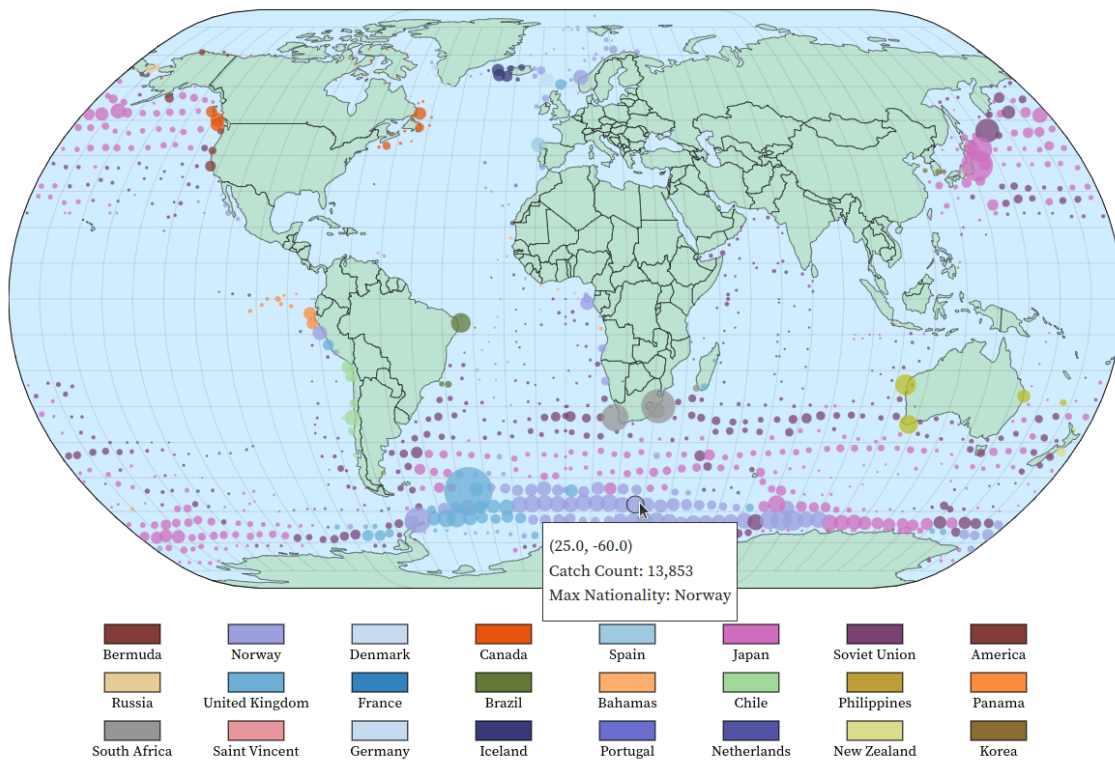 (25.0, -60.0)
Catch Count: 13,853
Max Nationality: Norway
Bermuda Norway Denmark Canada Spain Japan Soviet Union America
Russia United Kingdom France Brazil Bahamas Chile Philippines Panama
South Africa Saint Vincent Germany Iceland Portugal Netherlands New Zealand Korea